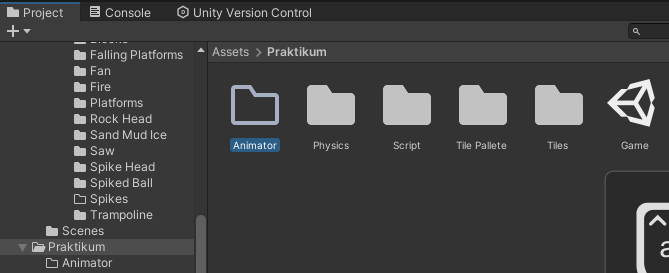 Project
Console
Unity Version Control
Assets > Praktikum
Falling Platforms
Fan
Fire
Platforms
Rock Head
Sand Mud Ice
Saw
Spike Head
Spiked Ball
Spikes
Trampoline
Scenes
Praktikum
Animator
Animator
Physics
Script
Tile Pallete
Tiles
Game